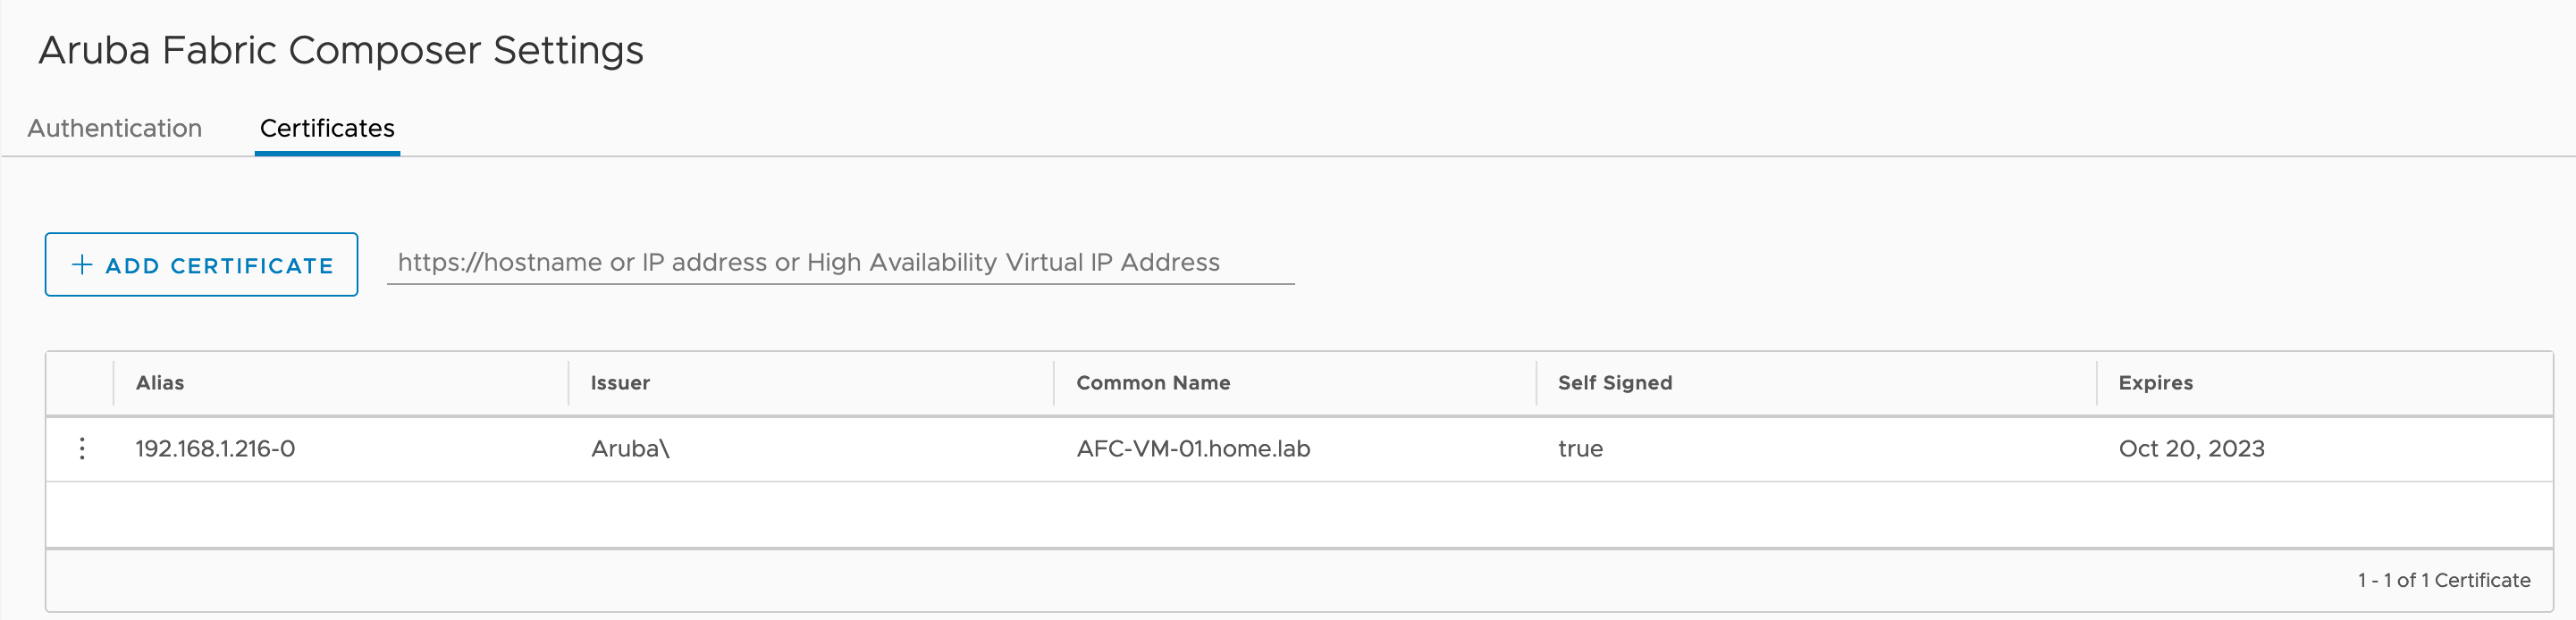 Aruba Fabric Composer Settings
Authentication Certificates
+ ADD CERTIFICATE https://hostname or IP address or High Availability Virtual IP Address
Alias Issuer Common Name Self Signed Expires
192.168.1.216-0 Aruba\ AFC-VM-01.home.lab true Oct 20, 2023
1 - 1 of 1 Certificate